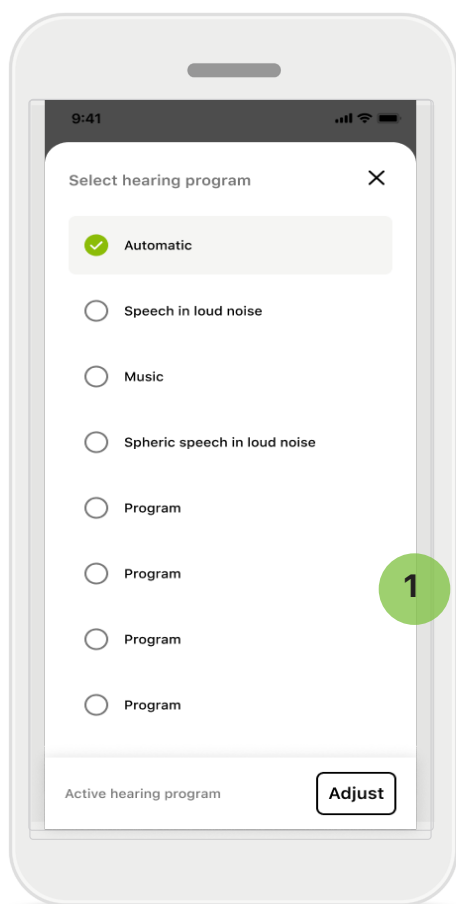 9:41
Select hearing program
Automatic
Speech in loud noise
Music
Spheric speech in loud noise
Program
Program
1
Program
Program
Active hearing program
Adjust